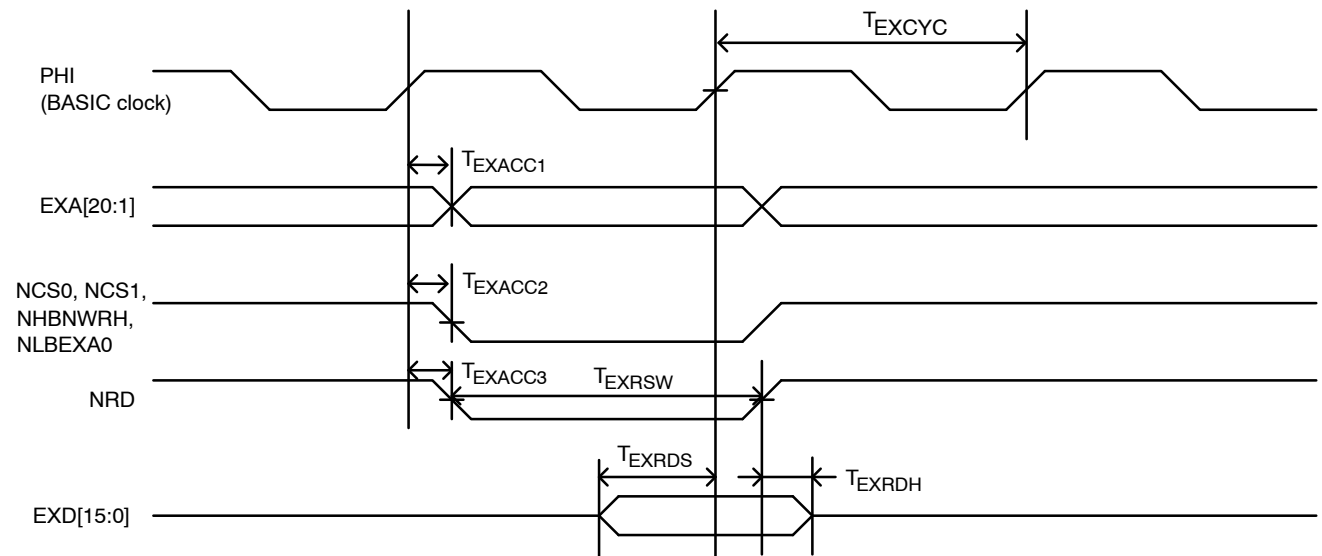 TEXCYC
PHI
(BASIC clock)
TEXACC1
EXA[20:1]
TEXACC2
NCS0, NCS1,
NHBNWRH,
NLBEXA0
TEXACC3
TEXRSW
NRD
TEXRDS
TEXRDH
EXD[15:0]